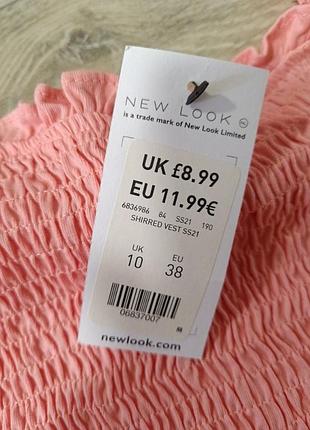 NEW LOOK
is a trade mark of New Look Limited
UK £8.99
EU 11.99€
6836986 84 SS21 190
SHIRRED VEST SS21
UK EU
10 38
06837007
newlook.com